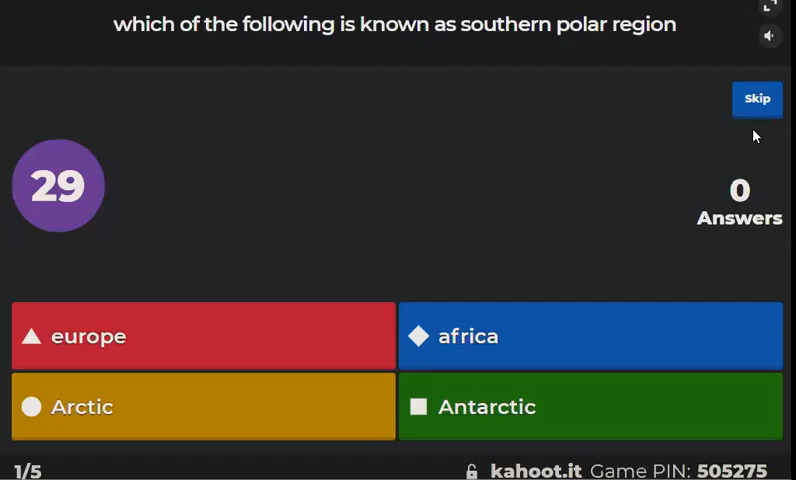 which of the following is known as southern polar region
Skip
29
0
Answers
europe
africa
Arctic
Antarctic
1/5
kahoot.it Game PIN: 505275